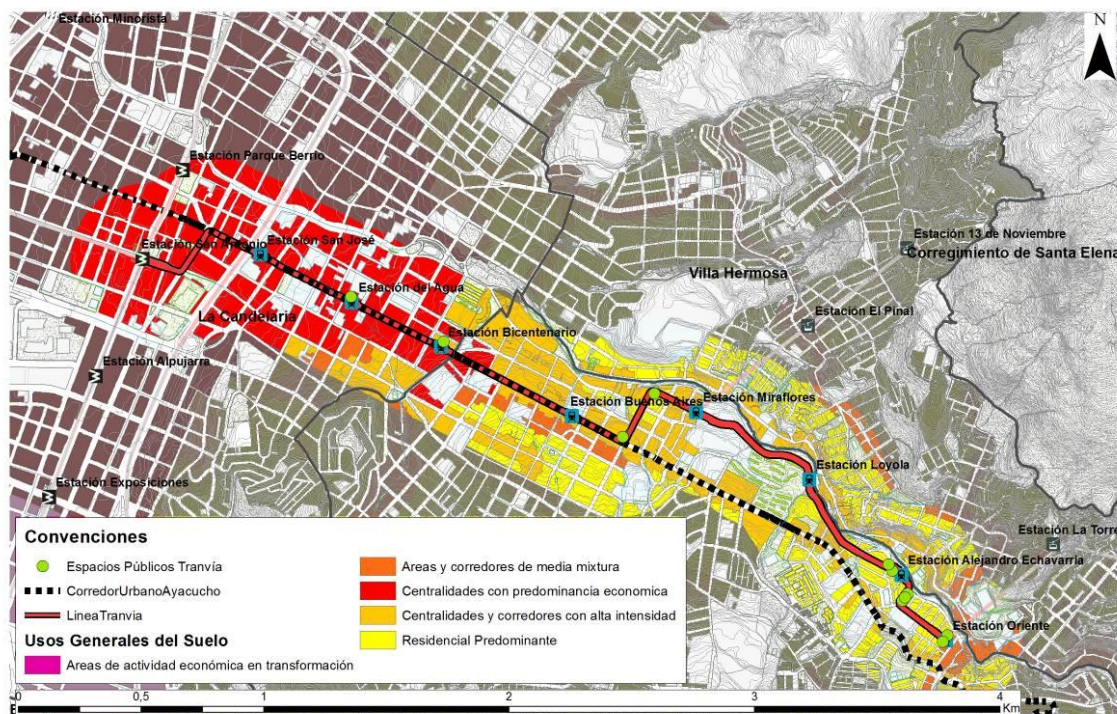 Estación Minorista
N
Estación Parque Berrio
Estación San Antonio
Estación San José
Estación 13 de Noviembre
Corregimiento de Santa Elena
Villa Hermosa
Estación del Agua
La Candelaria
Estación El Pinal
Estación Bicentenario
Estación Alpujarra
Estación Buenos Aires
Estación Miraflores
Estación Loyola
Estación Exposiciones
Estación La Torre
Estación Alejandro Echavarría
Estación Oriente
Convenciones
Espacios Públicos Tranvía
CorredorUrbanoAyacucho
LineaTranvia
Usos Generales del Suelo
Areas de actividad económica en transformación
Areas y corredores de media mixtura
Centralidades con predominancia economica
Centralidades y corredores con alta intensidad
Residencial Predominante
0 0,5 1 2 3 4
Km